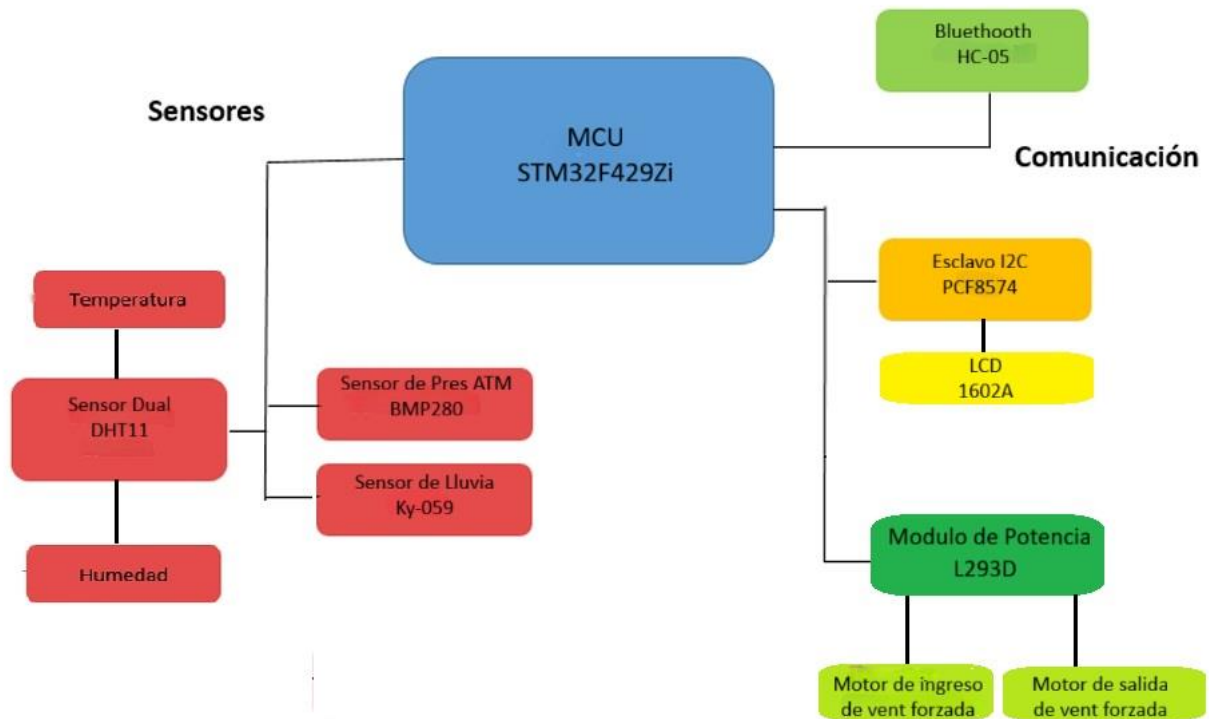 Bluethooth
HC-05
Sensores
MCU
STM32F429Zi
Comunicación
Esclavo I2C
PCF8574
Temperatura
LCD
1602A
Sensor de Pres ATM
BMP280
Sensor Dual
DHT11
Sensor de Lluvia
Ky-059
Modulo de Potencia
L293D
Humedad
Motor de ingreso
de vent forzada
Motor de salida
de vent forzada